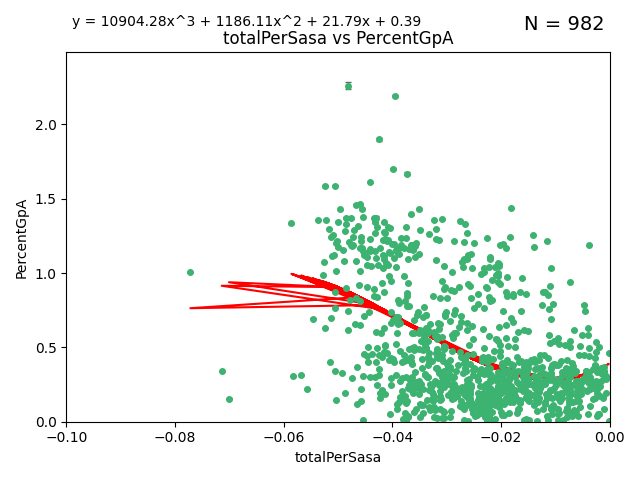 y = 10904.28x^3 + 1186.11x^2 + 21.79x + 0.39
N = 982
totalPerSasa vs PercentGpA
PercentGpA
2.0
1.5
1.0
0.5
0.0
−0.10
−0.08
−0.06
−0.04
−0.02
0.00
totalPerSasa